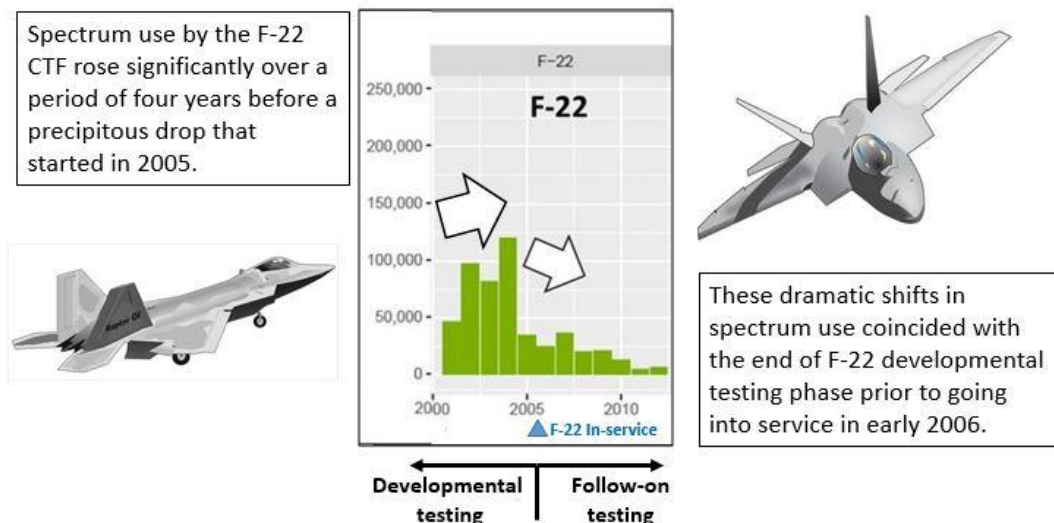 Spectrum use by the F-22
CTF rose significantly over a
period of four years before a
precipitous drop that
started in 2005.
F-22
F-22
250,000
200,000
150,000
100,000
50,000
0
2000
2005
2010
F-22 In-service
Developmental
testing
Follow-on
testing
These dramatic shifts in
spectrum use coincided with
the end of F-22 developmental
testing phase prior to going
into service in early 2006.